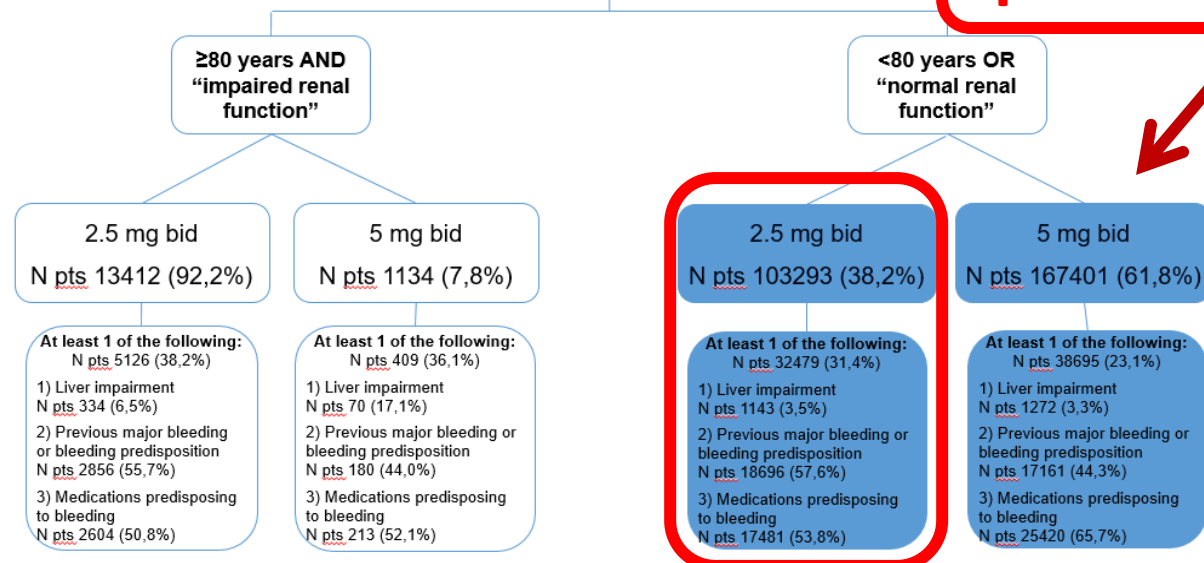 ≥80 years AND
“impaired renal
function”
<80 years OR
“normal renal
function”
2.5 mg bid
N pts 13412 (92,2%)
5 mg bid
N pts 1134 (7,8%)
2.5 mg bid
N pts 103293 (38,2%)
5 mg bid
N pts 167401 (61,8%)
At least 1 of the following:
N pts 5126 (38,2%)
1) Liver impairment
N pts 334 (6,5%)
2) Previous major bleeding
or bleeding predisposition
N pts 2856 (55,7%)
3) Medications predisposing
to bleeding
N pts 2604 (50,8%)
At least 1 of the following:
N pts 409 (36,1%)
1) Liver impairment
N pts 70 (17,1%)
2) Previous major bleeding or
bleeding predisposition
N pts 180 (44,0%)
3) Medications predisposing
to bleeding
N pts 213 (52,1%)
At least 1 of the following:
N pts 32479 (31,4%)
1) Liver impairment
N pts 1143 (3,5%)
2) Previous major bleeding or
bleeding predisposition
N pts 18696 (57,6%)
3) Medications predisposing
to bleeding
N pts 17481 (53,8%)
At least 1 of the following:
N pts 38695 (23,1%)
1) Liver impairment
N pts 1272 (3,3%)
2) Previous major bleeding or
bleeding predisposition
N pts 17161 (44,3%)
3) Medications predisposing
to bleeding
N pts 25420 (65,7%)